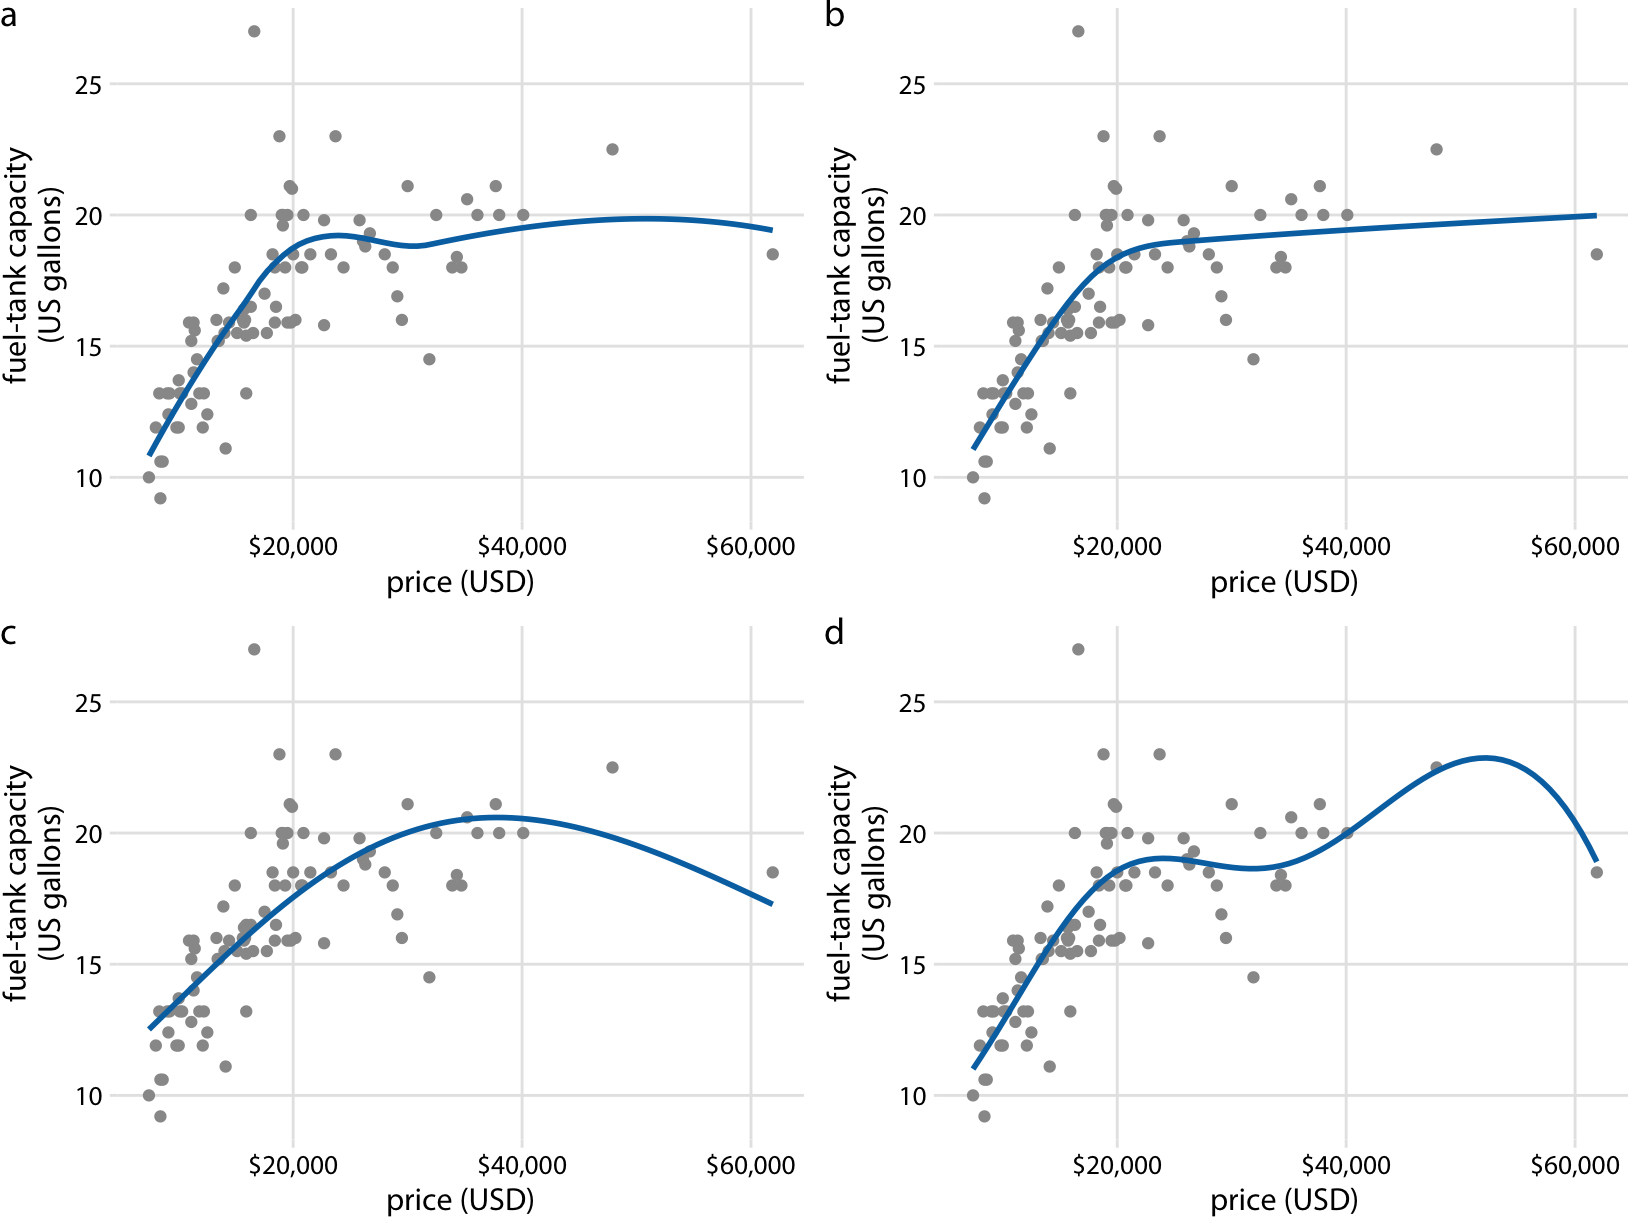 a
25
20
15
10
fuel-tank capacity
(US gallons)
$20,000
$40,000
$60,000
price (USD)
b
25
20
15
10
fuel-tank capacity
(US gallons)
$20,000
$40,000
$60,000
price (USD)
c
25
20
15
10
fuel-tank capacity
(US gallons)
$20,000
$40,000
$60,000
price (USD)
d
25
20
15
10
fuel-tank capacity
(US gallons)
$20,000
$40,000
$60,000
price (USD)